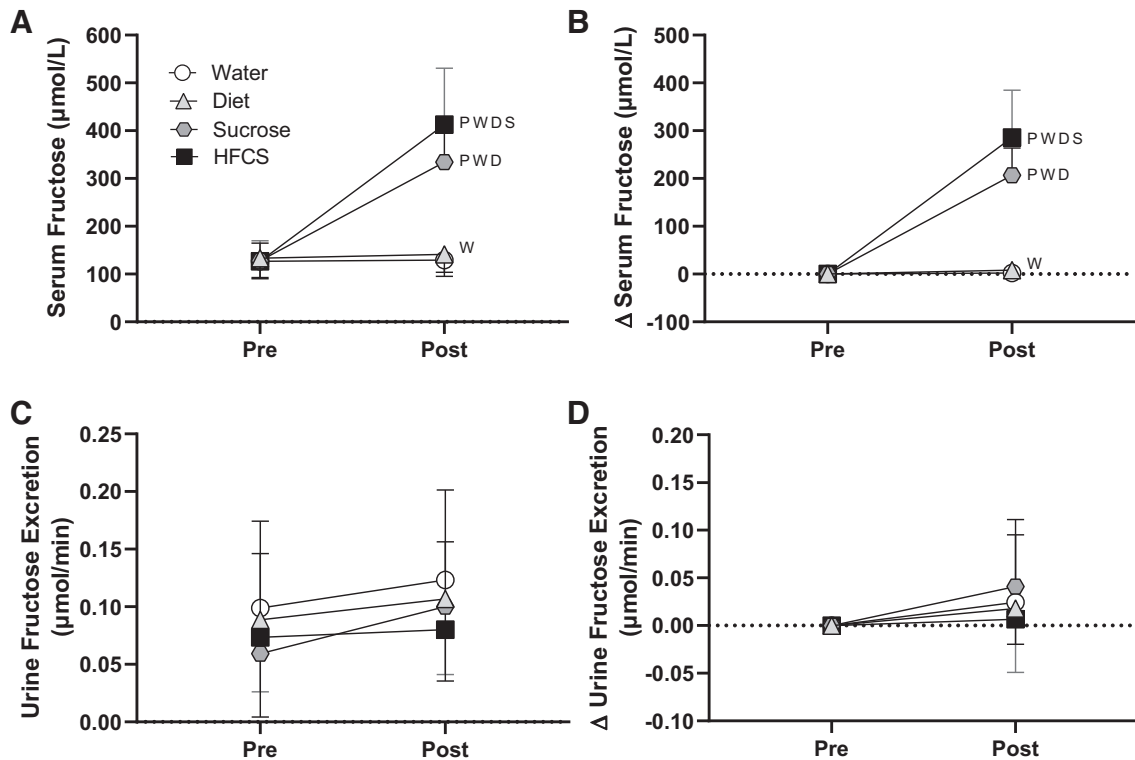 A
Serum Fructose (µmol/L)
600
500
400
300
200
100
0
Water
Diet
Sucrose
HFCS
PWDS
PWD
W
Pre
Post
B
Δ Serum Fructose (µmol/L)
500
400
300
200
100
0
-100
PWDS
PWD
W
Pre
Post
C
Urine Fructose Excretion
(µmol/min)
0.25
0.20
0.15
0.10
0.05
0.00
Pre
Post
D
Δ Urine Fructose Excretion
(µmol/min)
0.20
0.15
0.10
0.05
0.00
-0.05
-0.10
Pre
Post